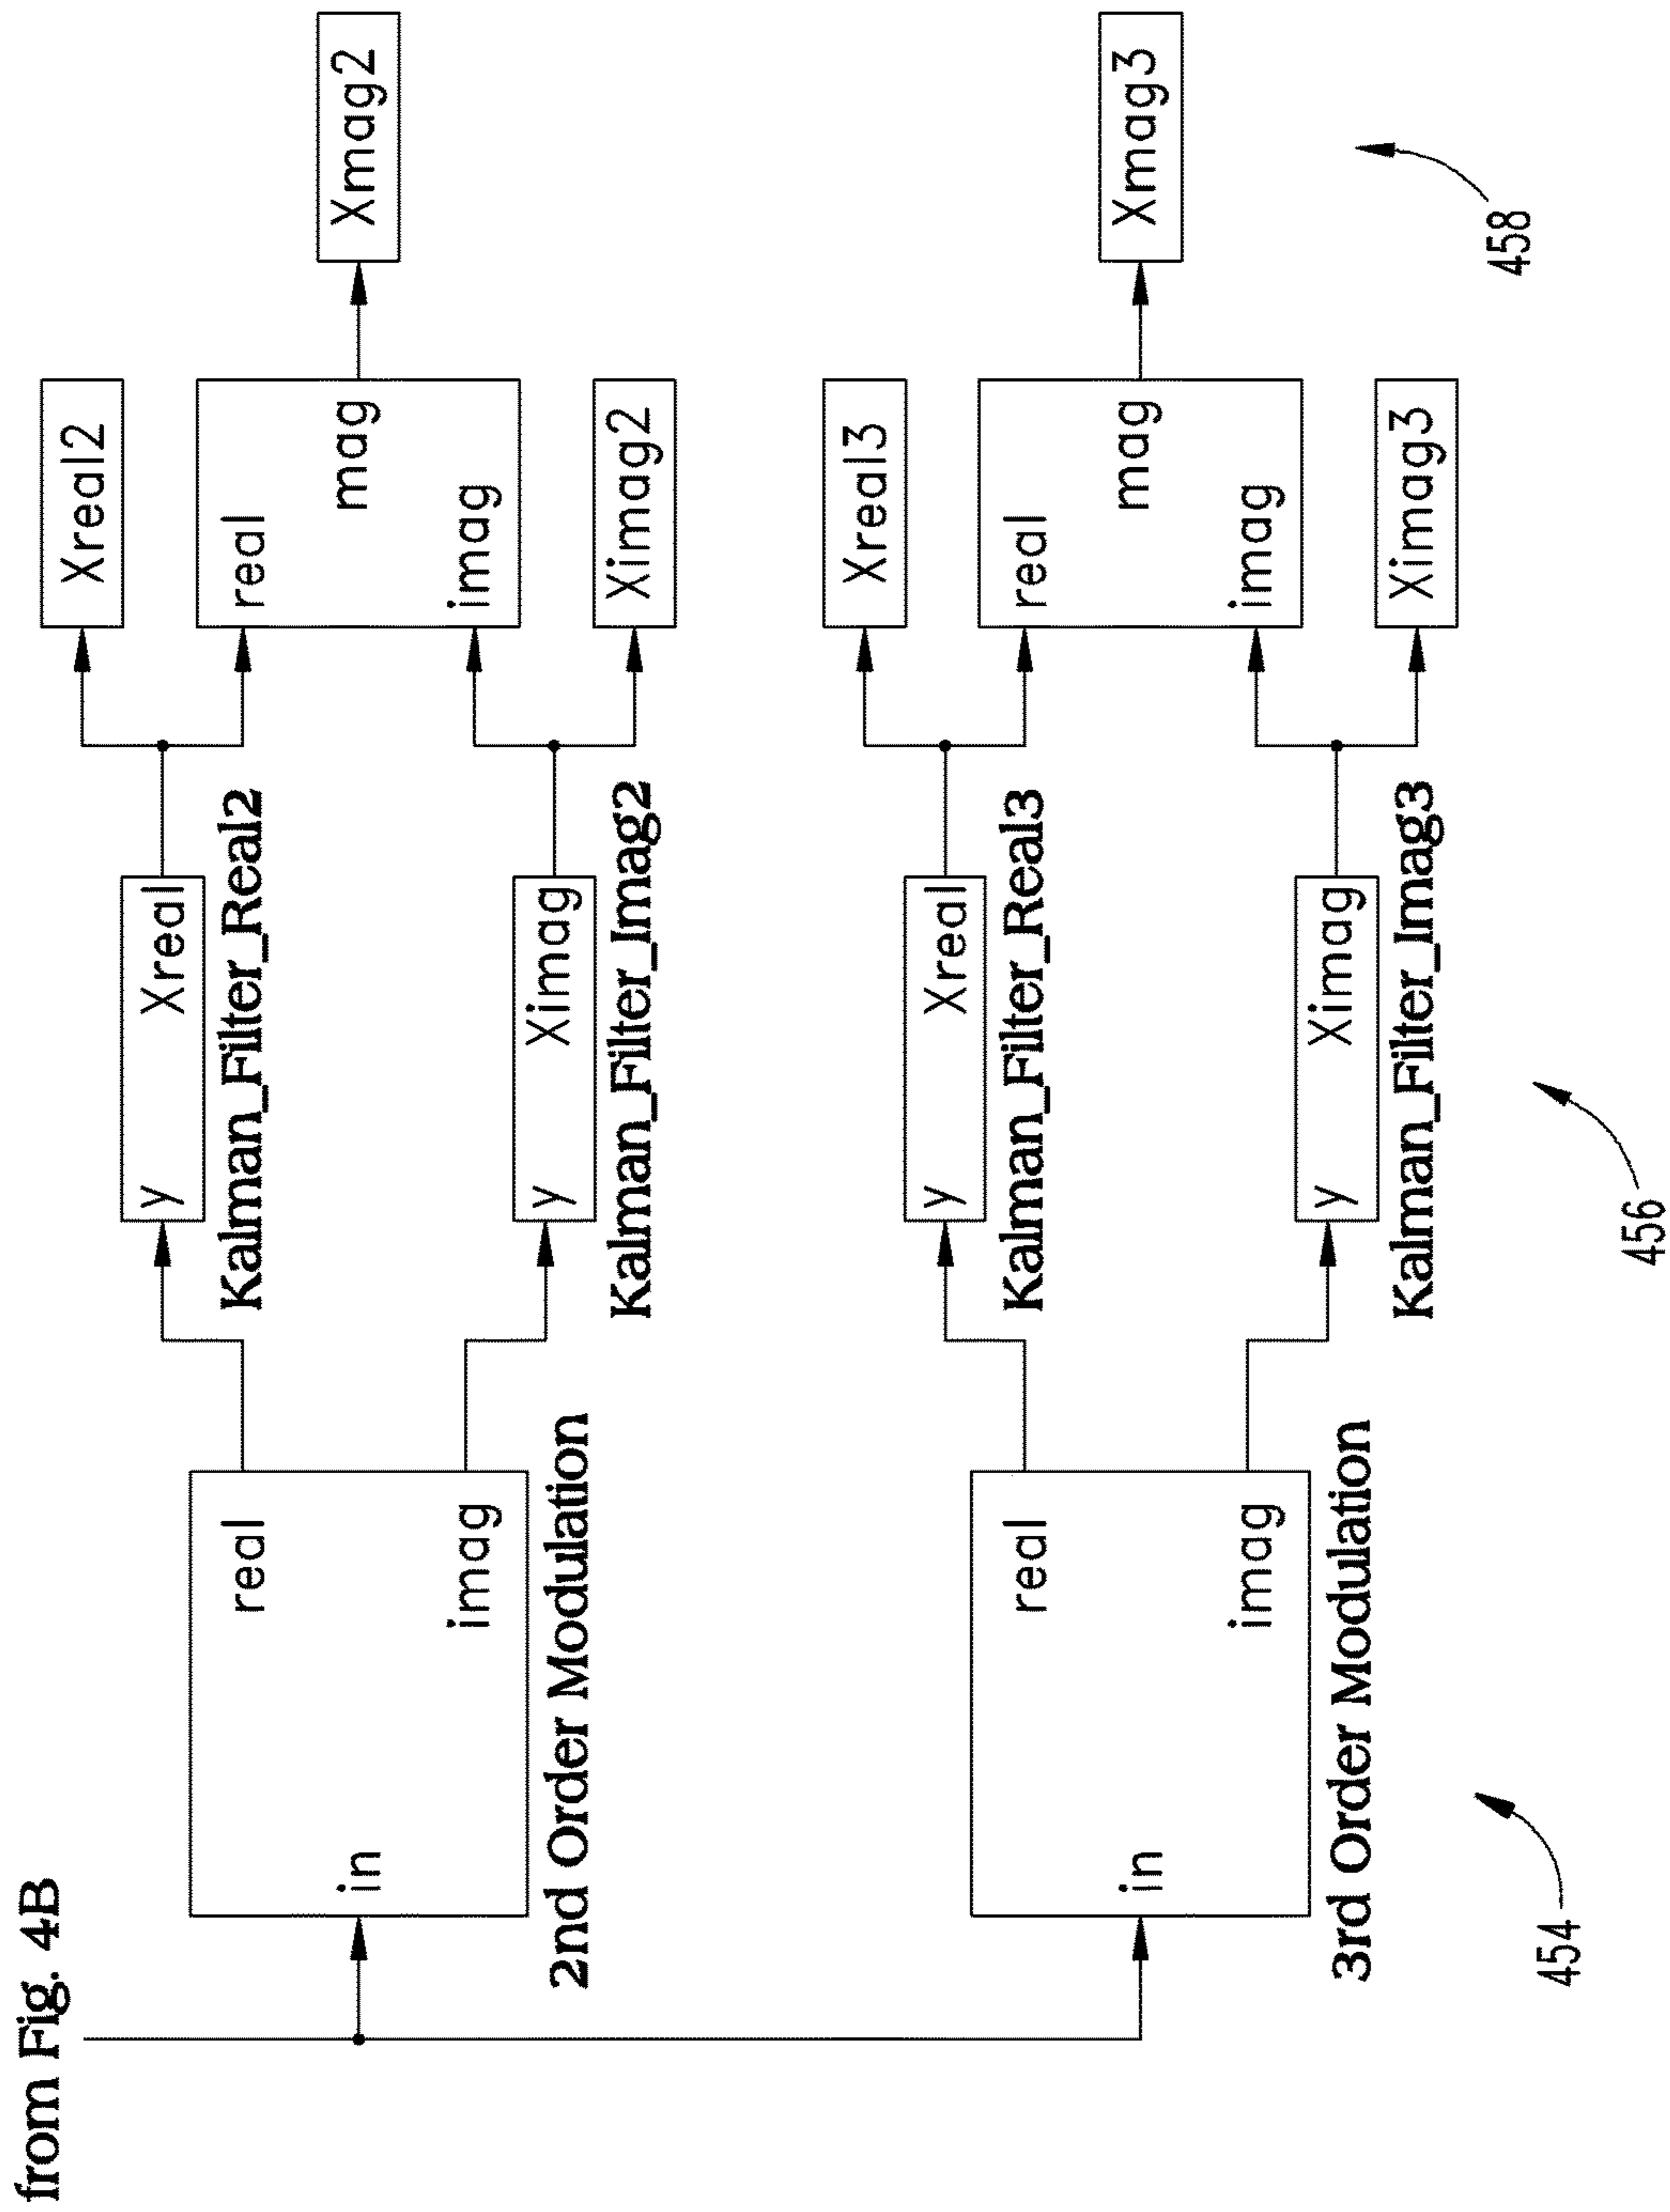 from Fig. 4B
in
real
imag
2nd Order Modulation
y Xreal
Kalman_Filter_Real2
y Ximag
Kalman_Filter_Imag2
Xreal2
real
mag
imag
Ximag2
Xmag2
in
real
imag
3rd Order Modulation
y Xreal
Kalman_Filter_Real3
y Ximag
Kalman_Filter_Imag3
Xreal3
real
mag
imag
Ximag3
Xmag3
454
456
458